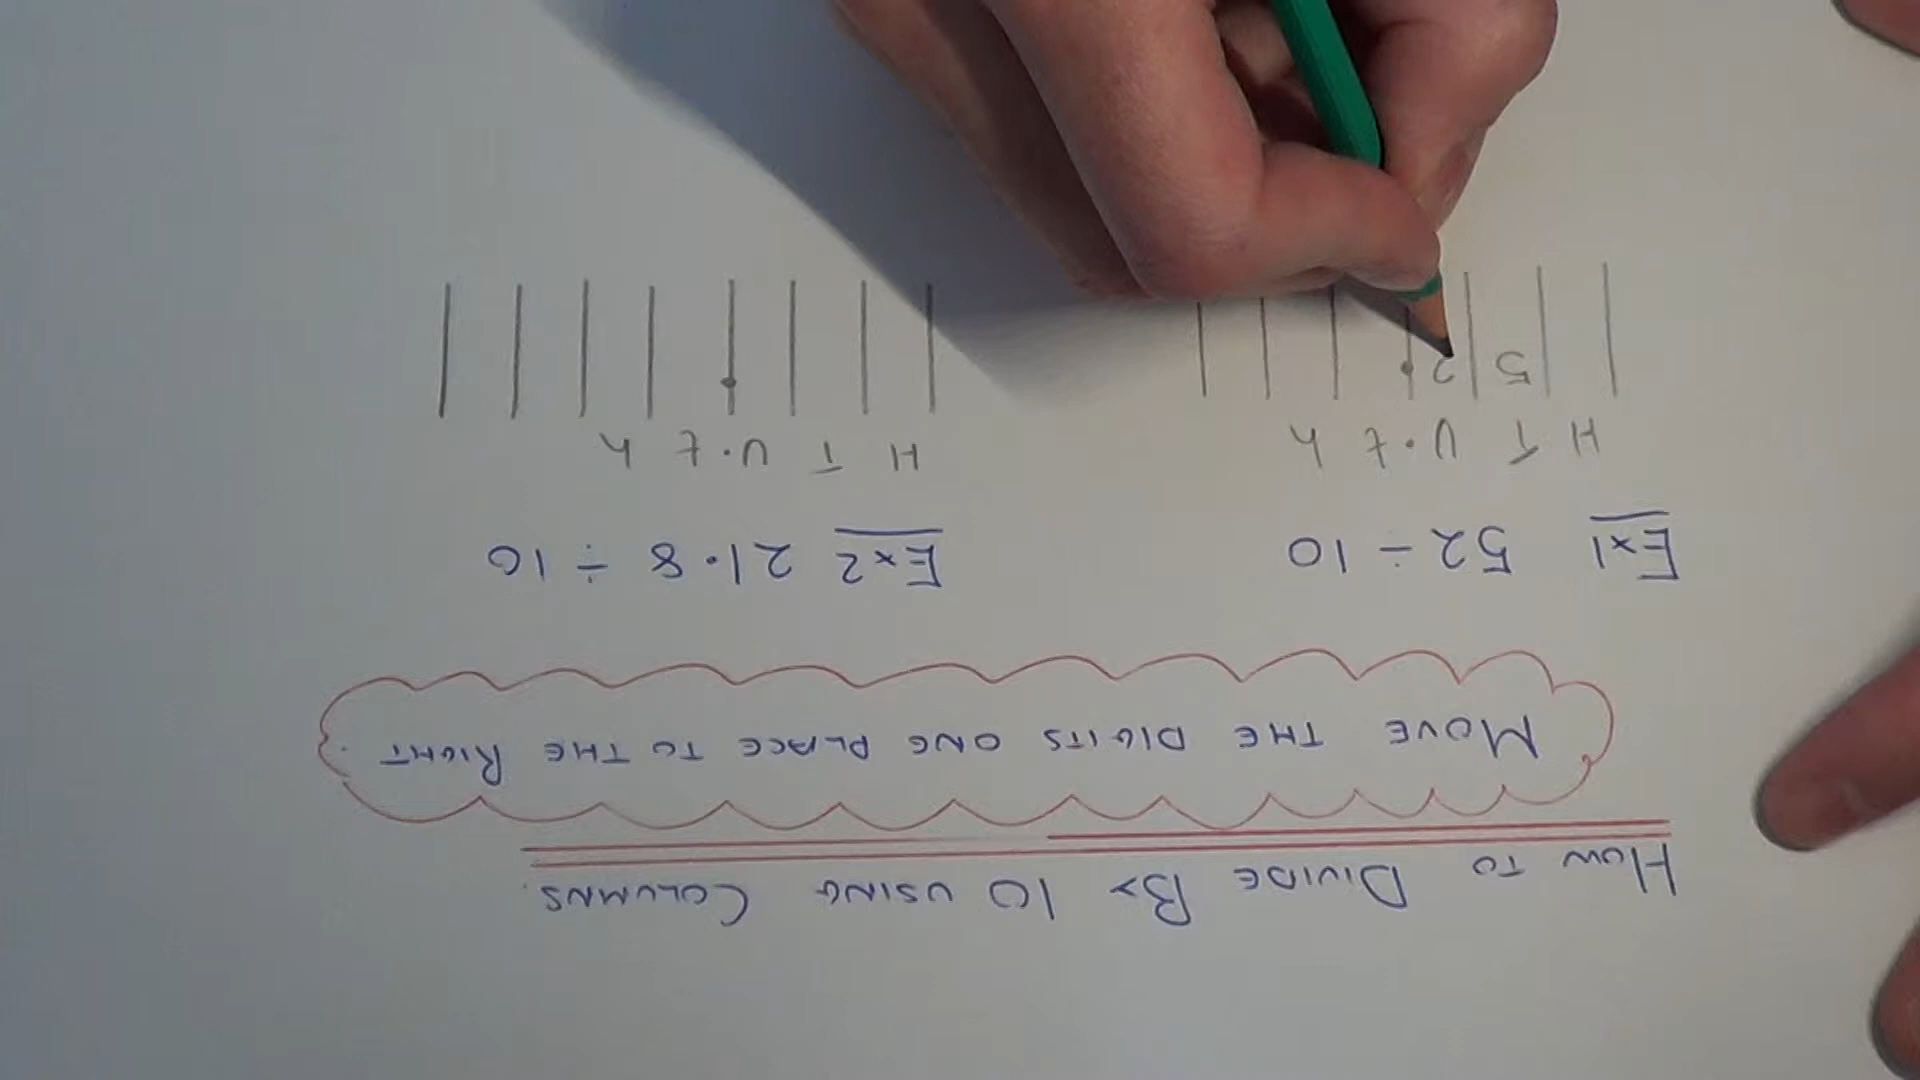 HOW TO DIVIDE BY 10 USING COLUMNS.
MOVE THE DIGITS ONE PLACE TO THE RIGHT.
Ex1 52 ÷ 10
Ex2 21.8 ÷ 10
H T U . t h
H T U . t h
5 2 .
.